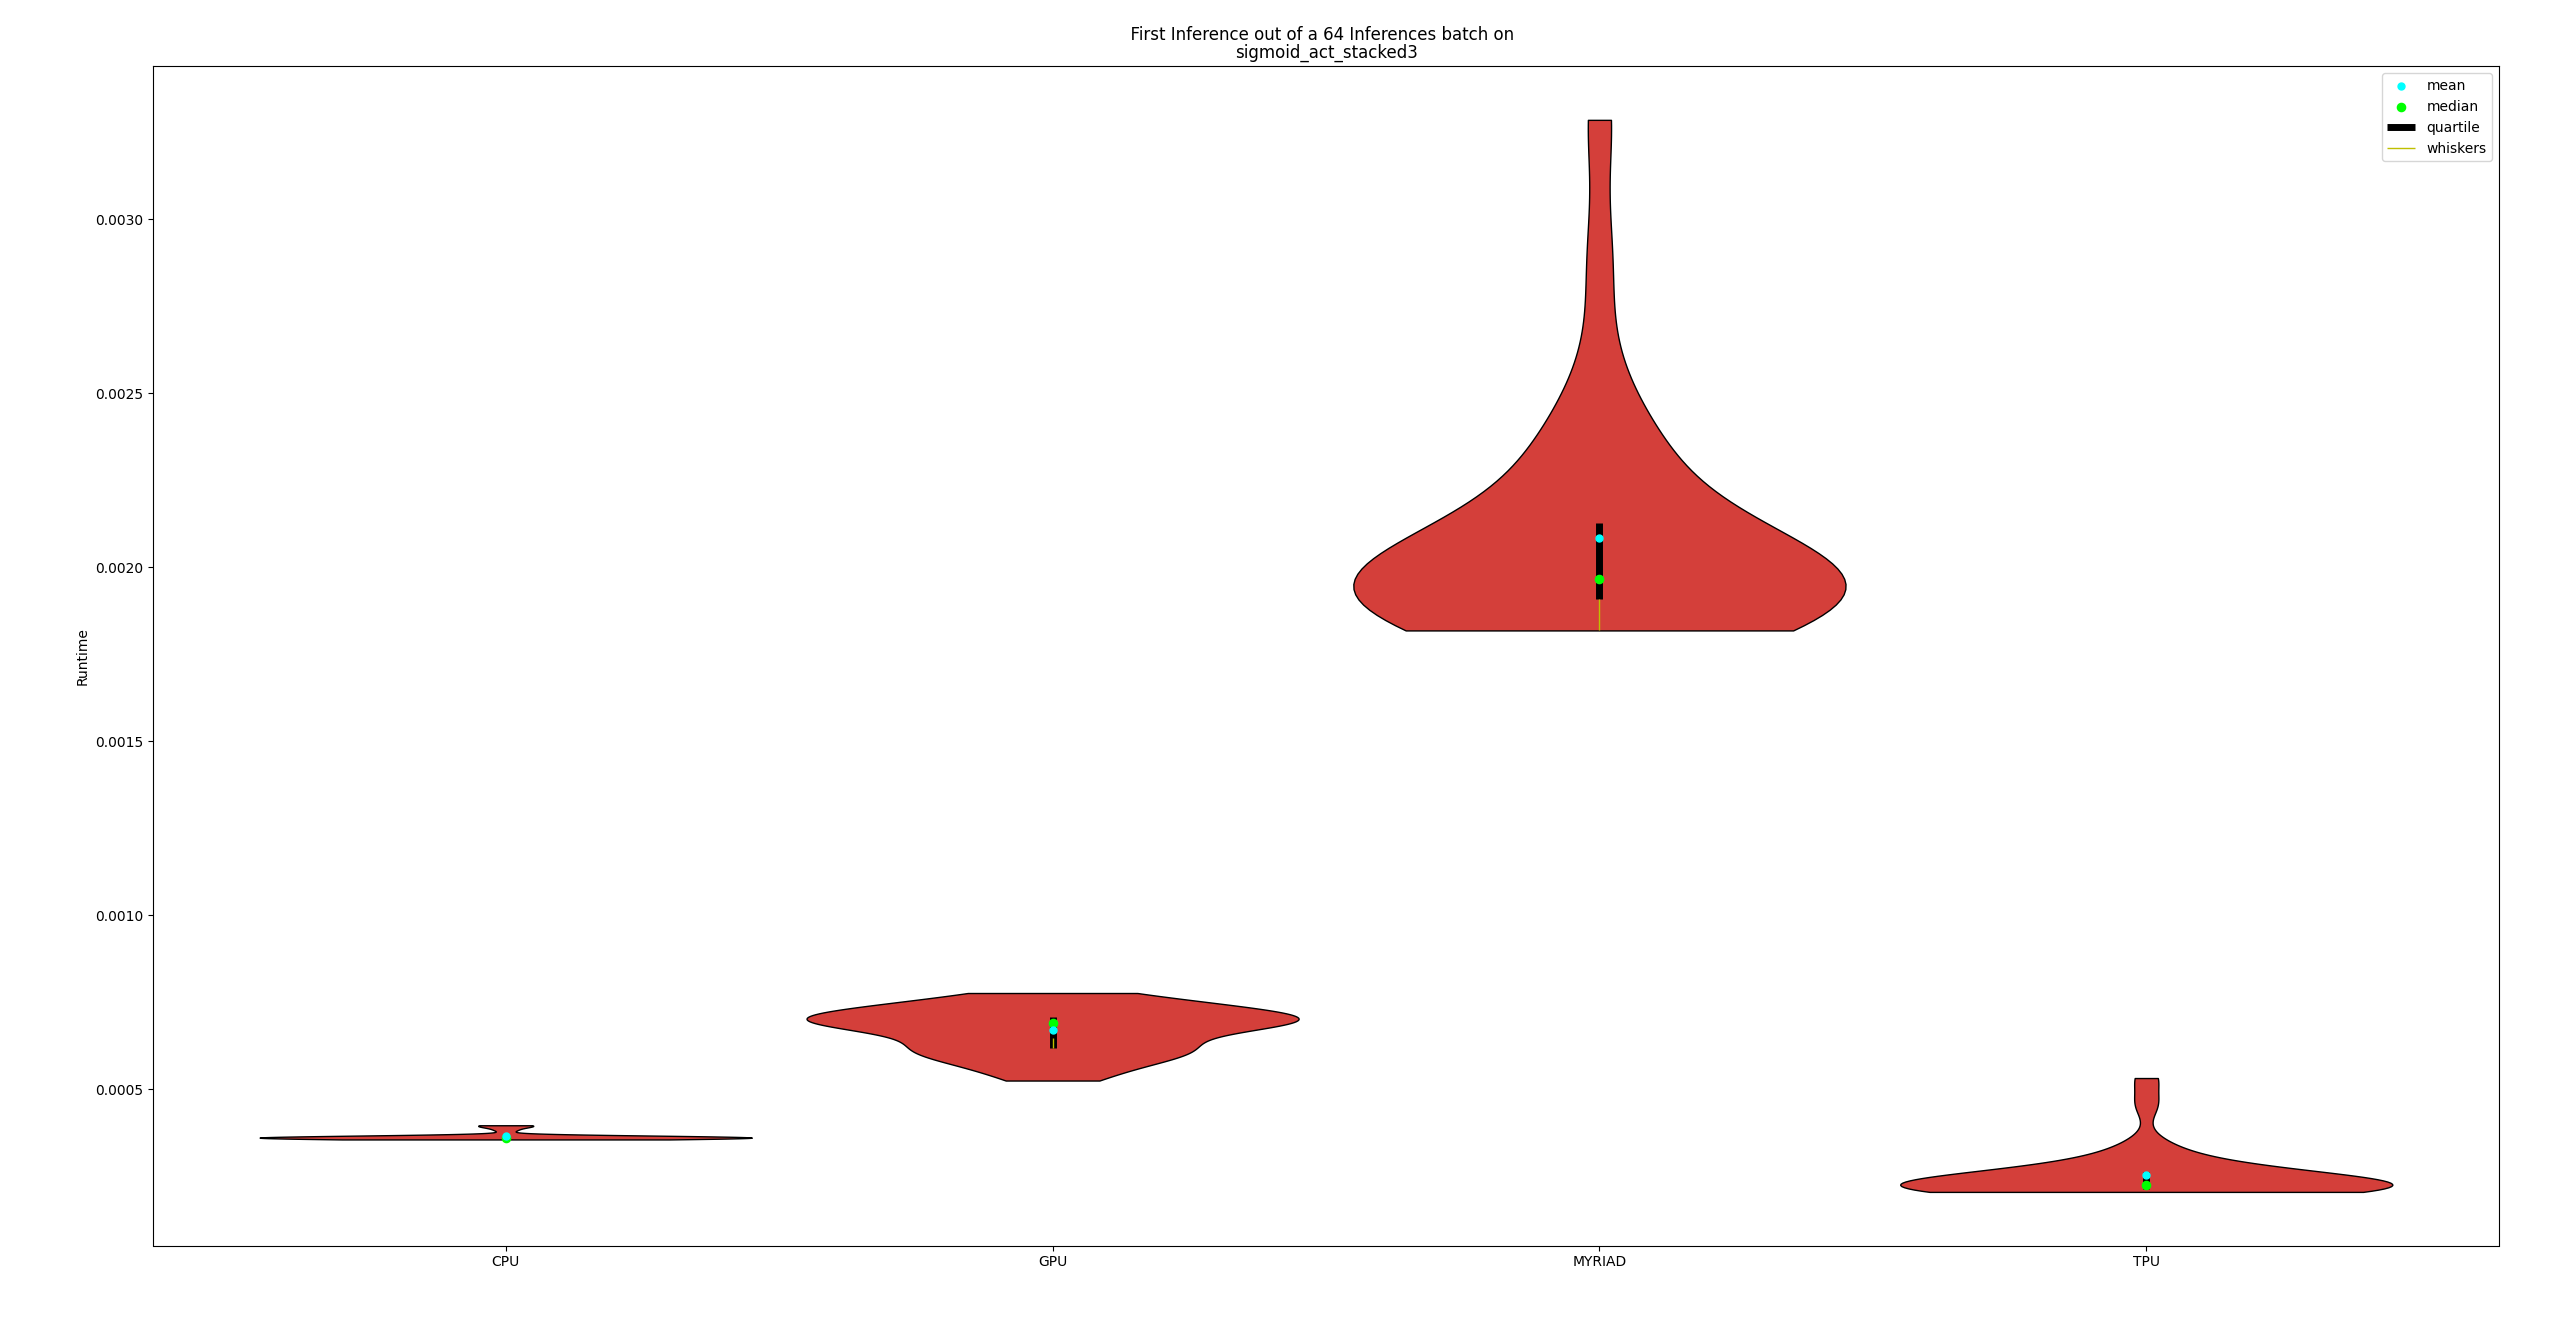 First Inference out of a 64 Inferences batch on
sigmoid_act_stacked3
mean
median
quartile
whiskers
Runtime
0.0030
0.0025
0.0020
0.0015
0.0010
0.0005
CPU
GPU
MYRIAD
TPU